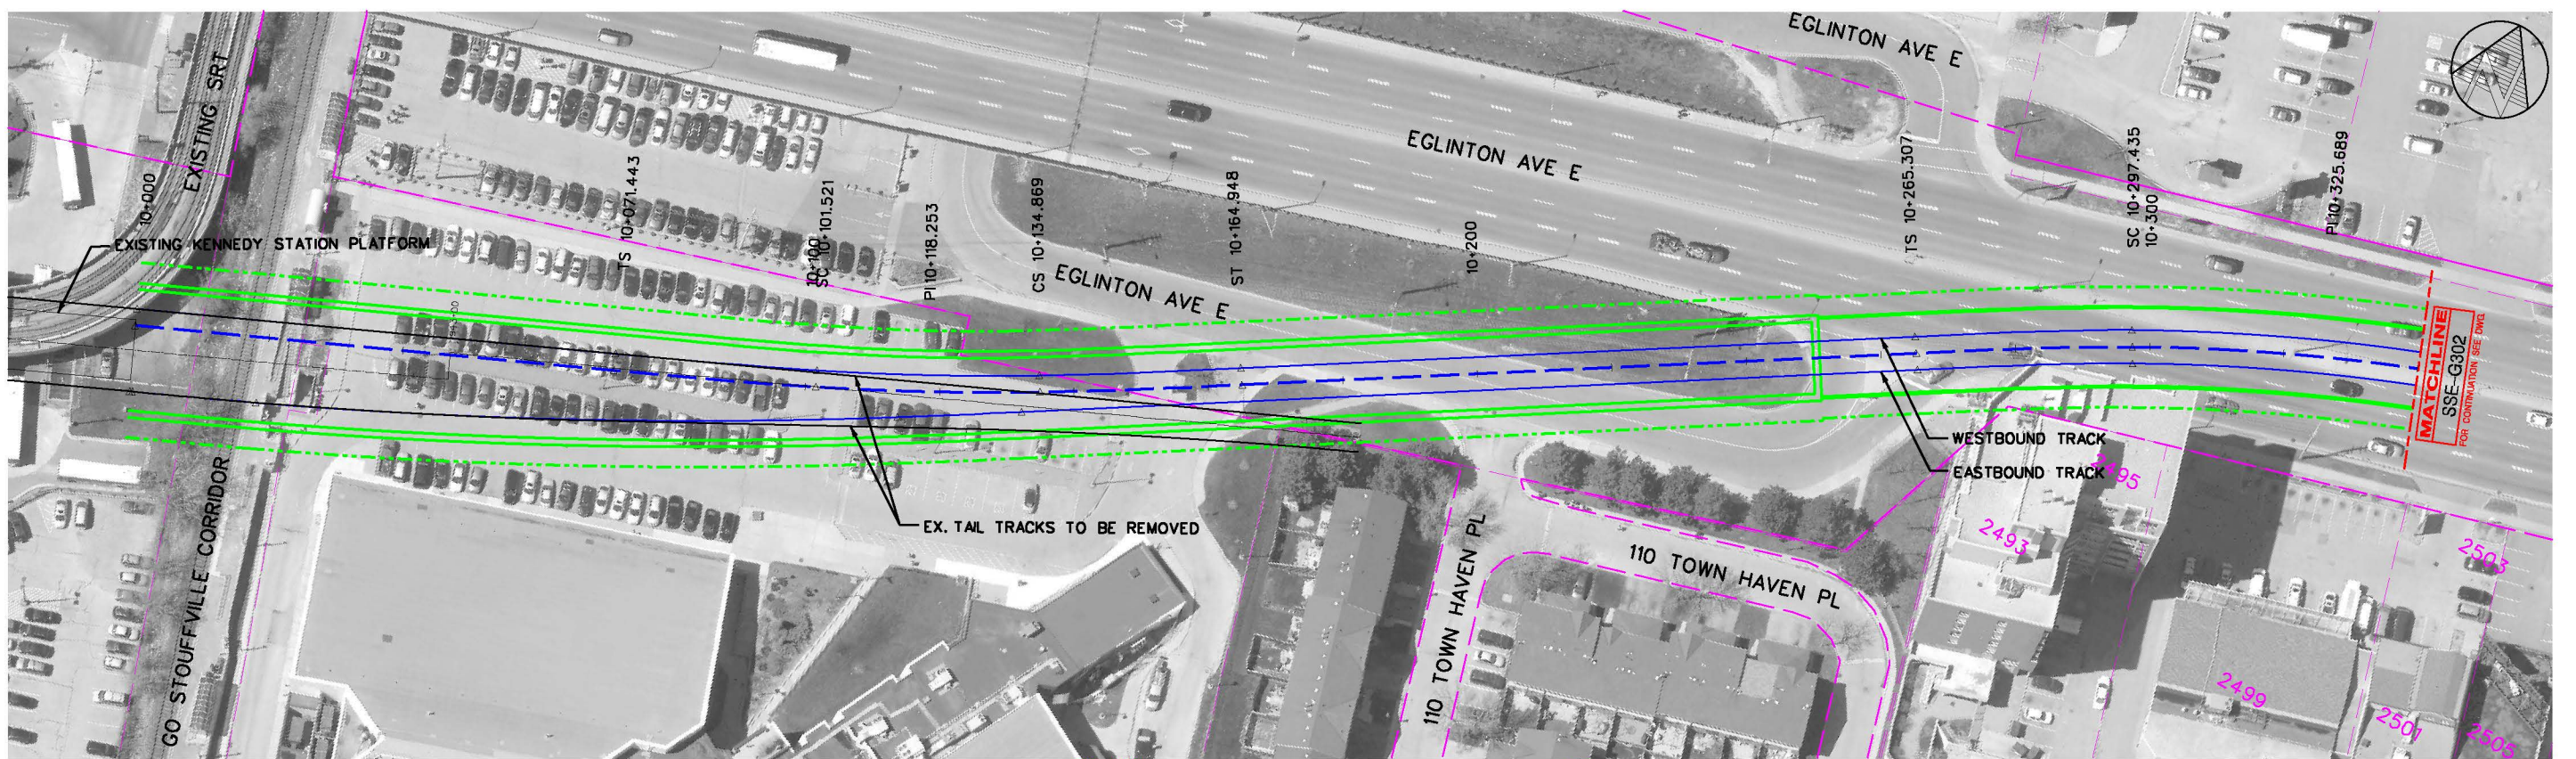 EGLINTON AVE E
EXISTING SRT
10+000
TS 10+071.443
10+100
SC 10+101.521
PI 10+118.253
CS 10+134.869
ST 10+164.948
10+200
EGLINTON AVE E
TS 10+265.307
SC 10+297.435
10+300
PI 10+325.689
EXISTING KENNEDY STATION PLATFORM
EGLINTON AVE E
MATCHLINE
SSE-G302
FOR CONTINUATION SEE DWG.
WESTBOUND TRACK
EASTBOUND TRACK
2495
EX. TAIL TRACKS TO BE REMOVED
GO STOUFFVILLE CORRIDOR
110 TOWN HAVEN PL
110 TOWN HAVEN PL
2493
2503
2499
2501
2505